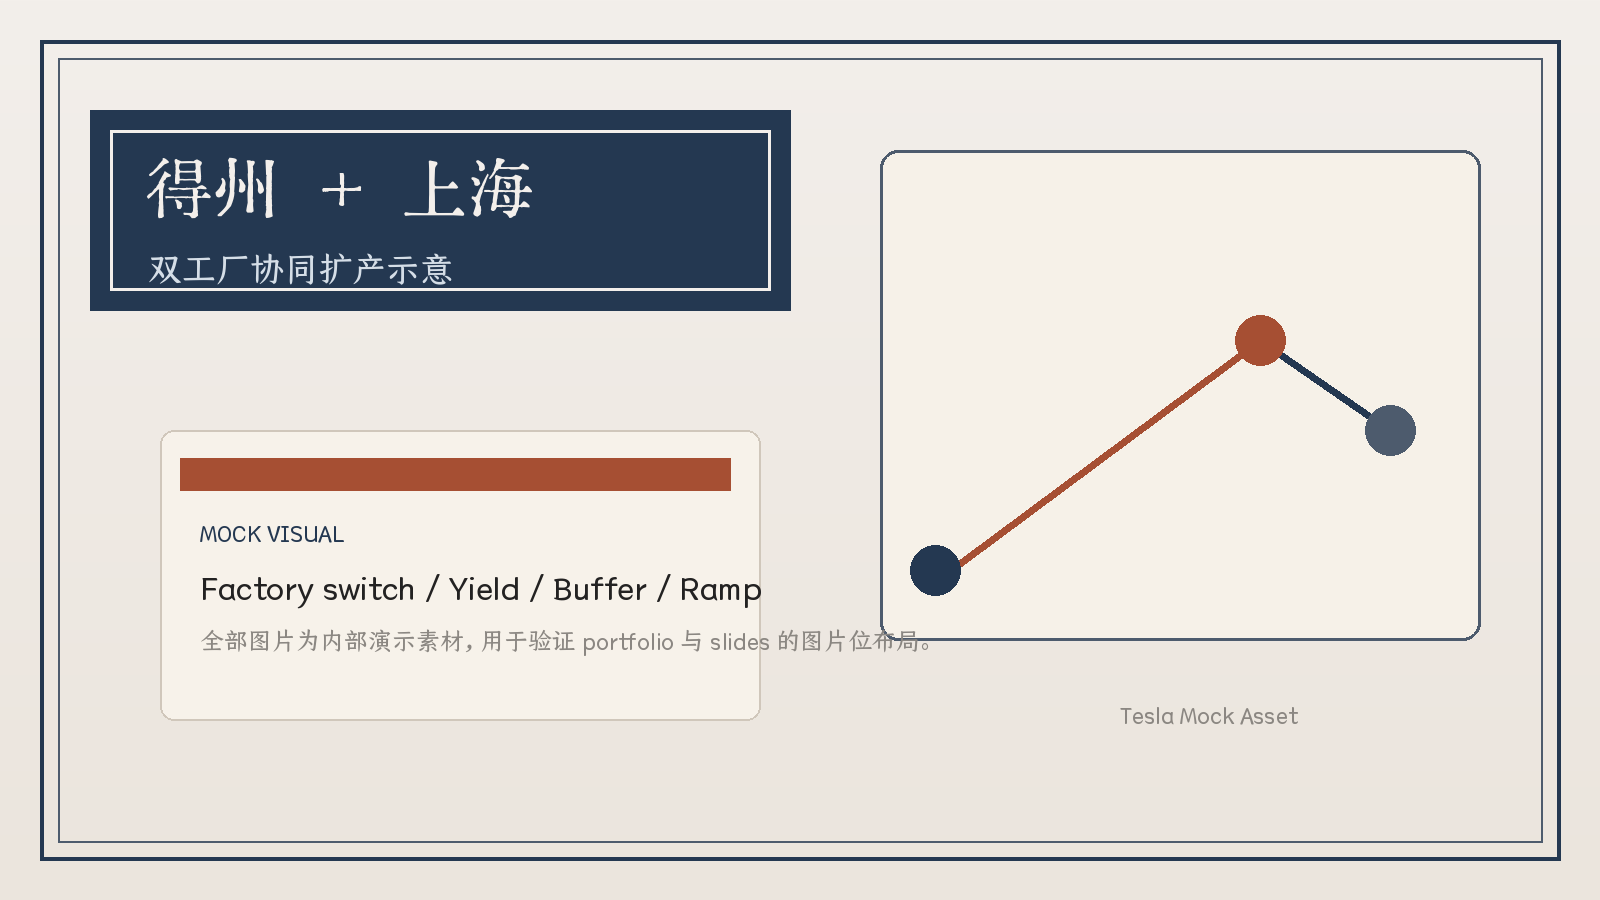 得州 + 上海
双工厂协同扩产示意
MOCK VISUAL
Factory switch / Yield / Buffer / Ramp
全部图片为内部演示素材，用于验证 portfolio 与 slides 的图片位布局。
Tesla Mock Asset